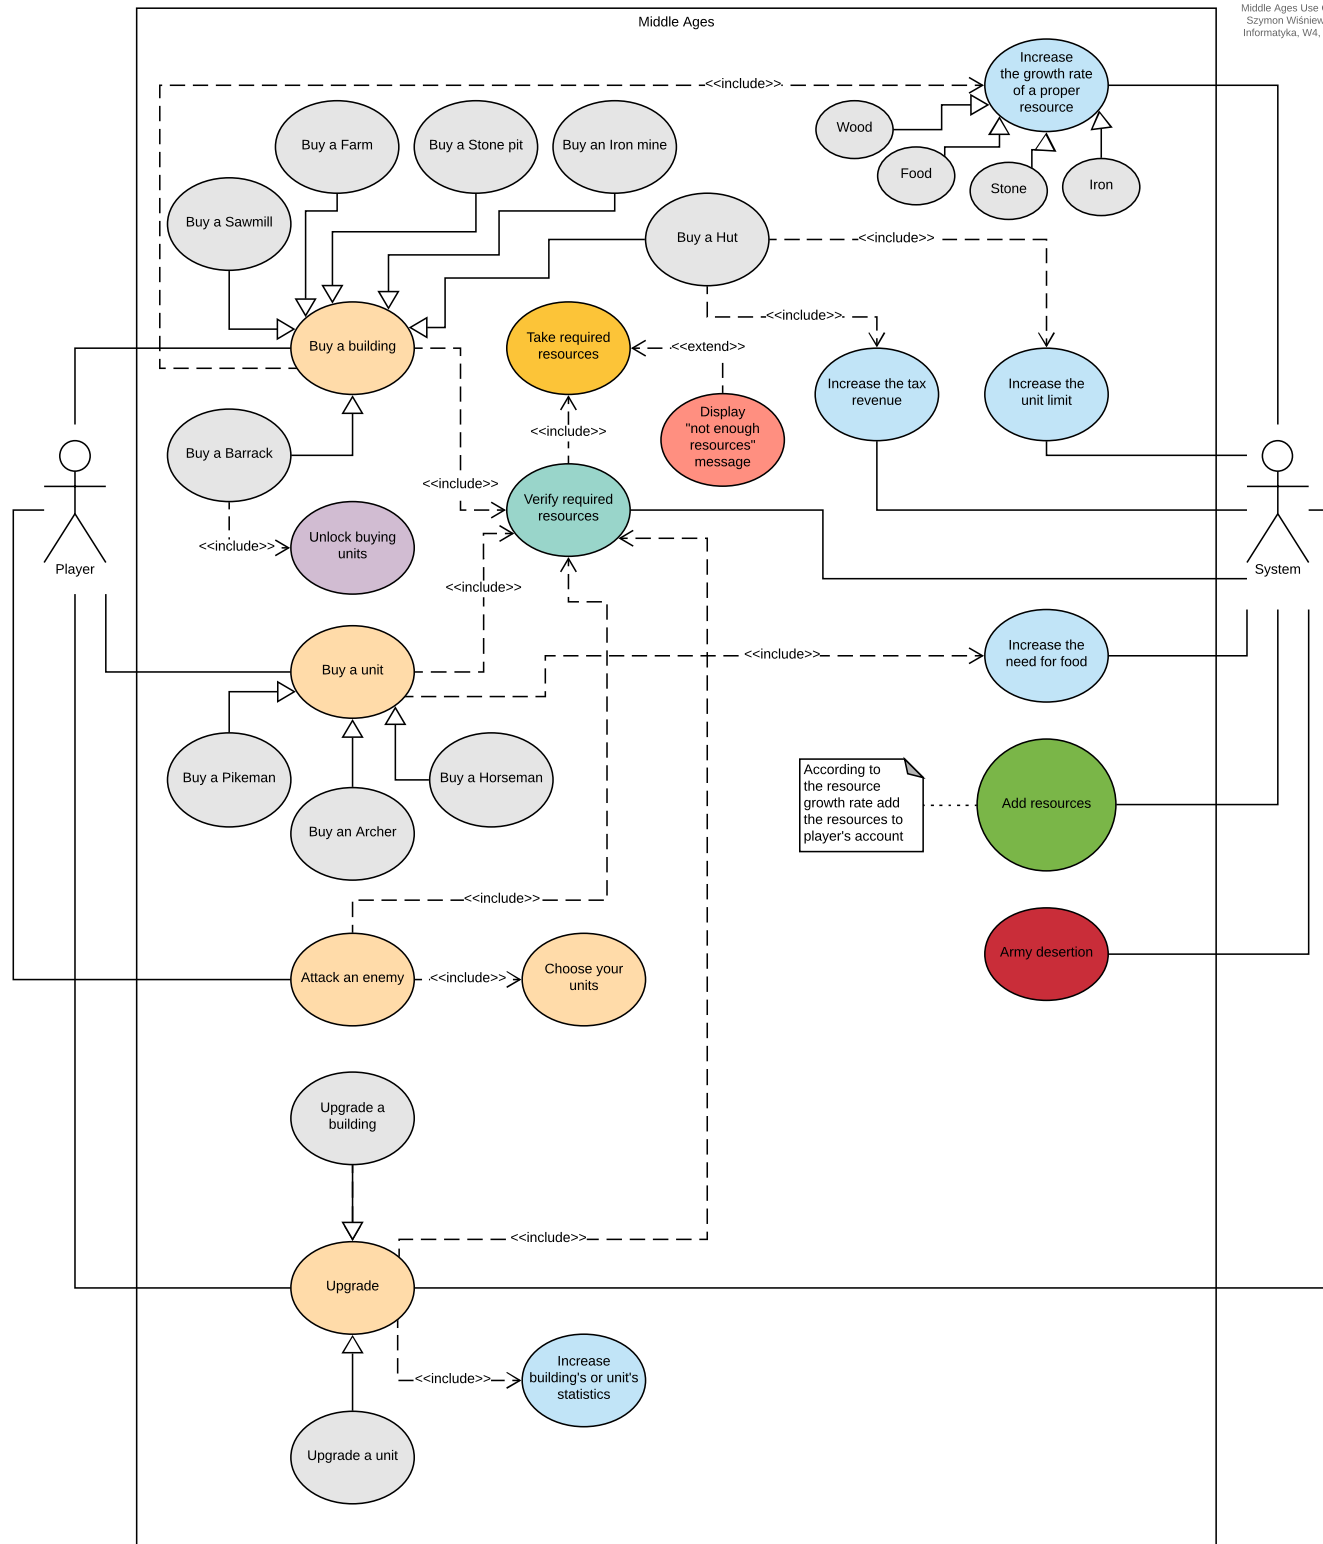 Middle Ages Use
Szymon
Informatyka, W4,
Middle Ages
Increase
the growth rate
of a proper
resource
<<include>>
Wood
Food
Stone
Iron
Buy a Farm
Buy a Stone pit
Buy an Iron mine
Buy a Sawmill
Buy a Hut
<<include>>
<<include>>
Buy a building
Take required
resources
<<extend>>
Increase the tax
revenue
Increase the
unit limit
Display
"not enough
resources"
message
<<include>>
Buy a Barrack
<<include>>
Verify required
resources
Unlock buying
units
<<include>>
Player
System
<<include>>
Buy a unit
<<include>>
Increase the
need for food
Buy a Pikeman
Buy a Horseman
Buy an Archer
According to
the resource
growth rate add
the resources to
player's account
Add resources
<<include>>
Attack an enemy
<<include>>
Choose your
units
Army desertion
Upgrade a
building
<<include>>
Upgrade
<<include>>
Increase
building's or unit's
statistics
Upgrade a unit